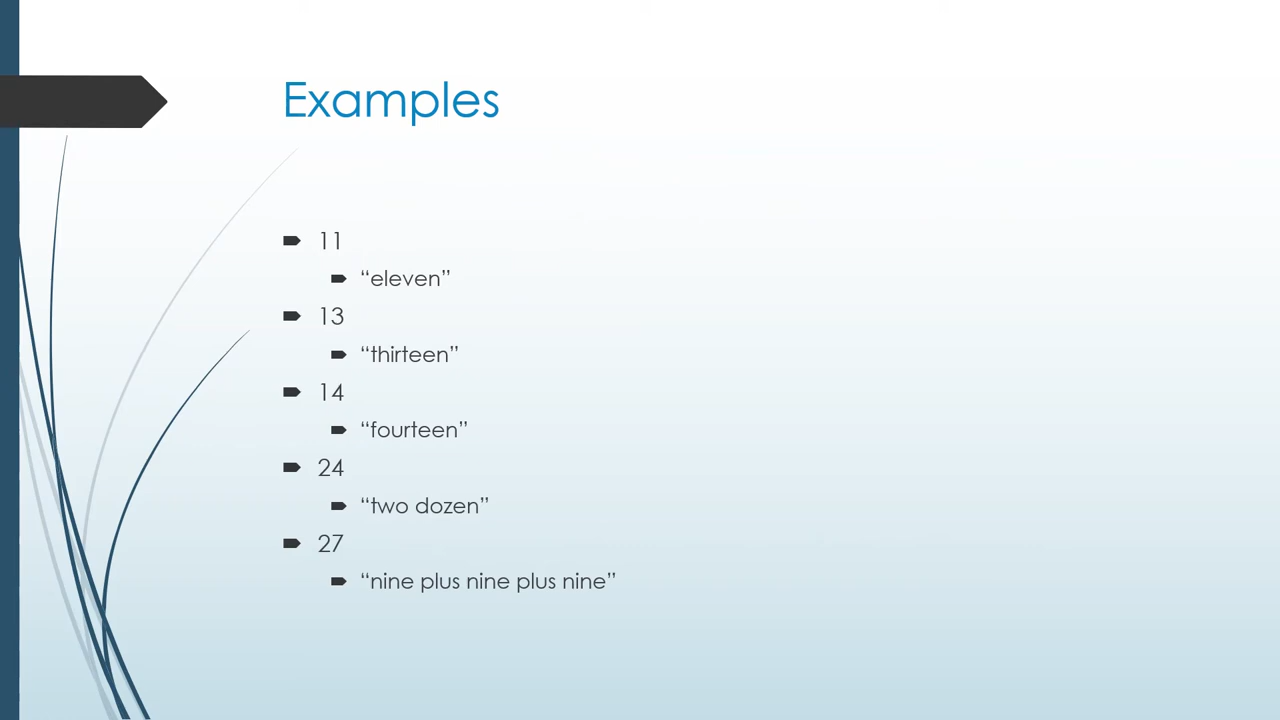 Examples
11
“eleven”
13
“thirteen”
14
“fourteen”
24
“two dozen”
27
“nine plus nine plus nine”